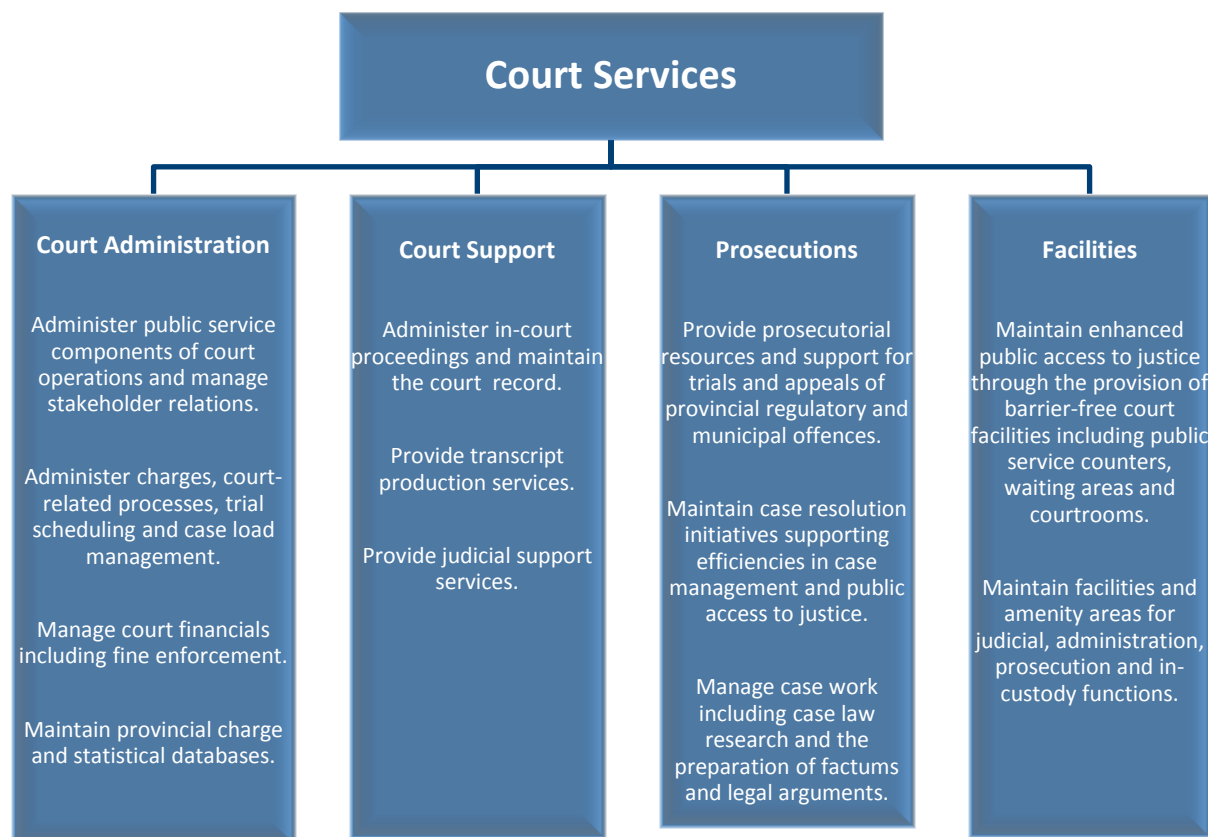 Court Services
Court Administration
Administer public service
components of court
operations and manage
stakeholder relations.
Administer charges, court-
related processes, trial
scheduling and case load
management.
Manage court financials
including fine enforcement.
Maintain provincial charge
and statistical databases.
Court Support
Administer in-court
proceedings and maintain
the court record.
Provide transcript
production services.
Provide judicial support
services.
Prosecutions
Provide prosecutorial
resources and support for
trials and appeals of
provincial regulatory and
municipal offences.
Maintain case resolution
initiatives supporting
efficiencies in case
management and public
access to justice.
Manage case work
including case law
research and the
preparation of factums
and legal arguments.
Facilities
Maintain enhanced
public access to justice
through the provision of
barrier-free court
facilities including public
service counters,
waiting areas and
courtrooms.
Maintain facilities and
amenity areas for
judicial, administration,
prosecution and in-
custody functions.